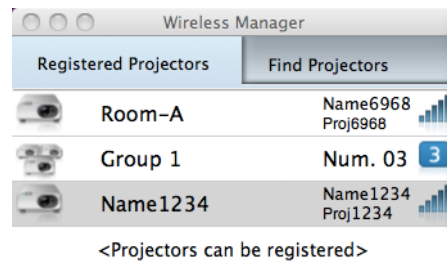 Wireless Manager
Registered Projectors Find Projectors
Room-A Name6968
Proj6968
Group 1 Num. 03 3
Name1234 Name1234
Proj1234
<Projectors can be registered>